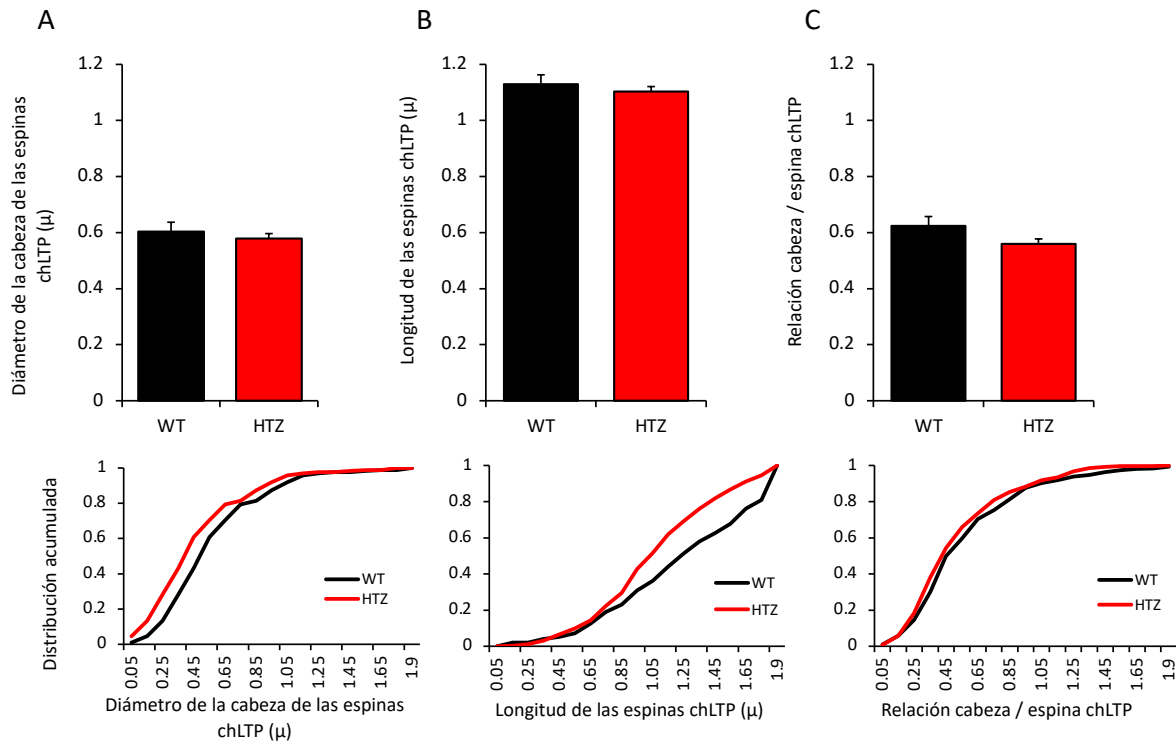 A
Diámetro de la cabeza de las espinas
chLTP (μ)
1.2
1
0.8
0.6
0.4
0.2
0
WT HTZ
B
Longitud de las espinas chLTP (μ)
1.2
1
0.8
0.6
0.4
0.2
0
WT HTZ
C
Relación cabeza / espina chLTP
1.2
1
0.8
0.6
0.4
0.2
0
WT HTZ
Distribución acumulada
1
0.8
0.6
0.4
0.2
0
WT
HTZ
0.05 0.25 0.45 0.65 0.85 1.05 1.25 1.45 1.65 1.9
Diámetro de la cabeza de las espinas
chLTP (μ)
1
0.8
0.6
0.4
0.2
0
WT
HTZ
0.05 0.25 0.45 0.65 0.85 1.05 1.25 1.45 1.65 1.9
Longitud de las espinas chLTP (μ)
1
0.8
0.6
0.4
0.2
0
WT
HTZ
0.05 0.25 0.45 0.65 0.85 1.05 1.25 1.45 1.65 1.9
Relación cabeza / espina chLTP